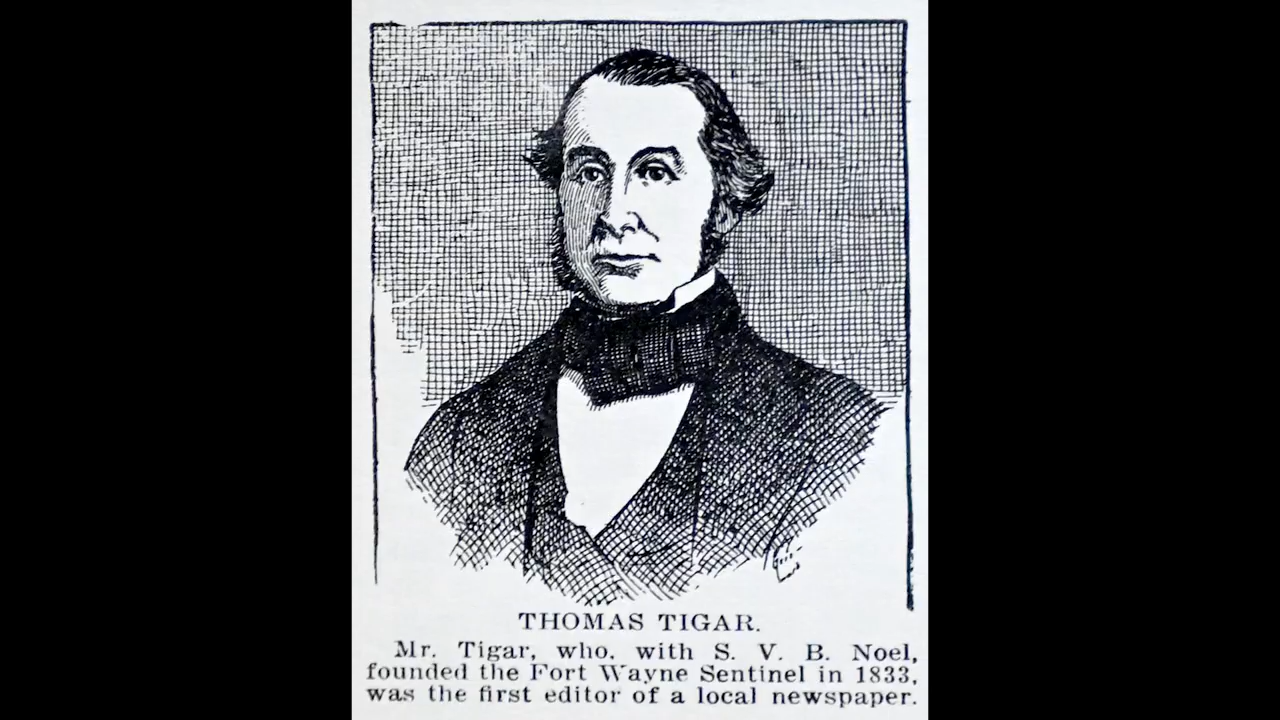 THOMAS TIGAR.
Mr. Tigar, who, with S. V. B. Noel,
founded the Fort Wayne Sentinel in 1833,
was the first editor of a local newspaper.